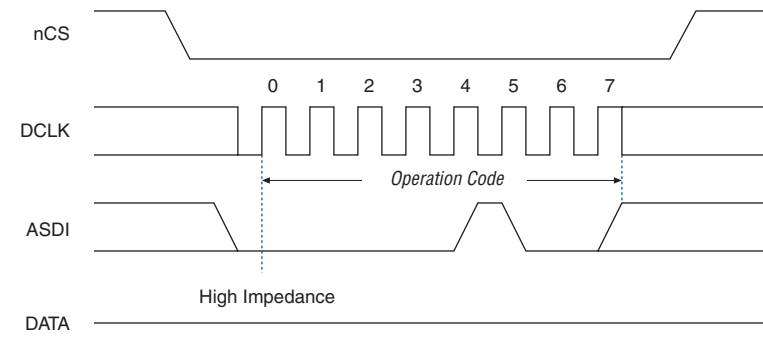 nCS
0 1 2 3 4 5 6 7
DCLK
Operation Code
ASDI
High Impedance
DATA